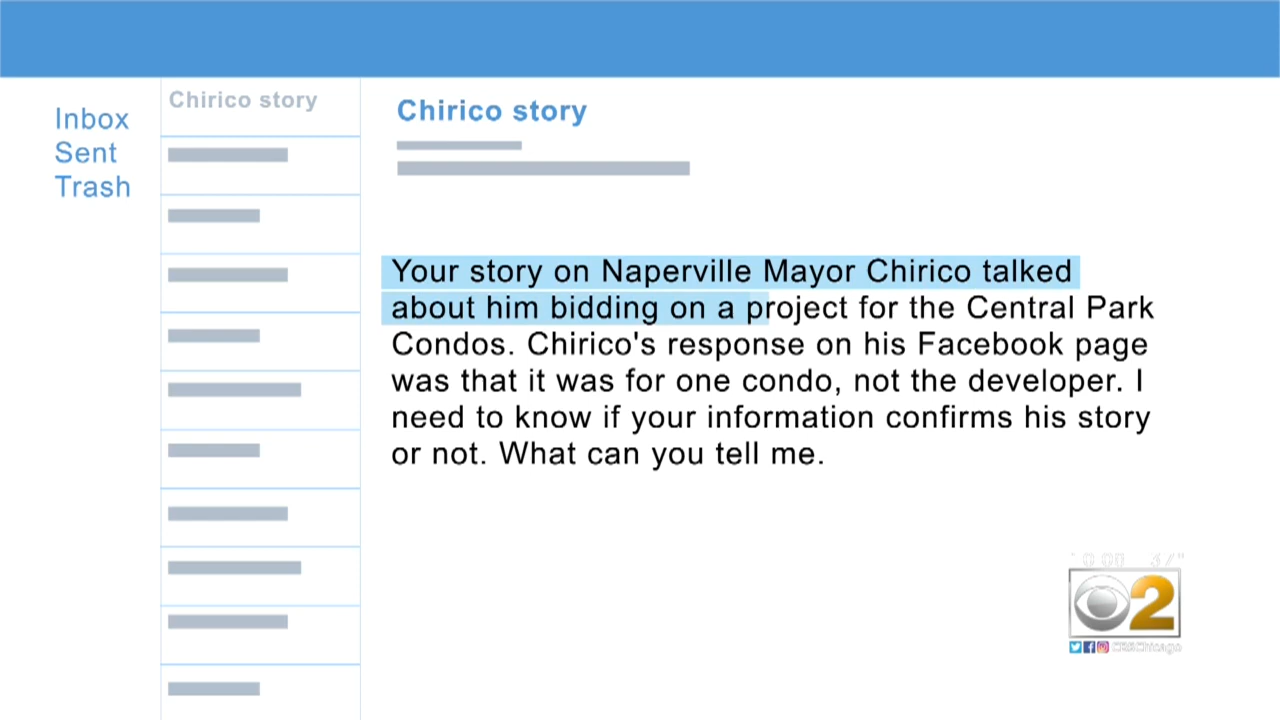 Inbox
Sent
Trash
Chirico story
Chirico story
Your story on Naperville Mayor Chirico talked
about him bidding on a project for the Central Park
Condos. Chirico's response on his Facebook page
was that it was for one condo, not the developer. I
need to know if your information confirms his story
or not. What can you tell me.
2
CBSChicago